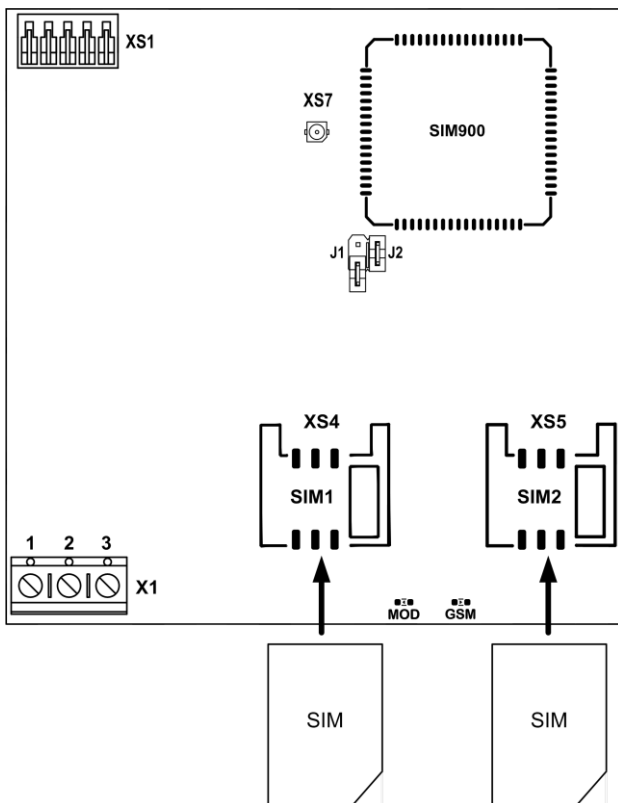 XS1
XS7
SIM900
J1 J2
XS4 XS5
SIM1 SIM2
1 2 3
X1
MOD GSM
SIM SIM